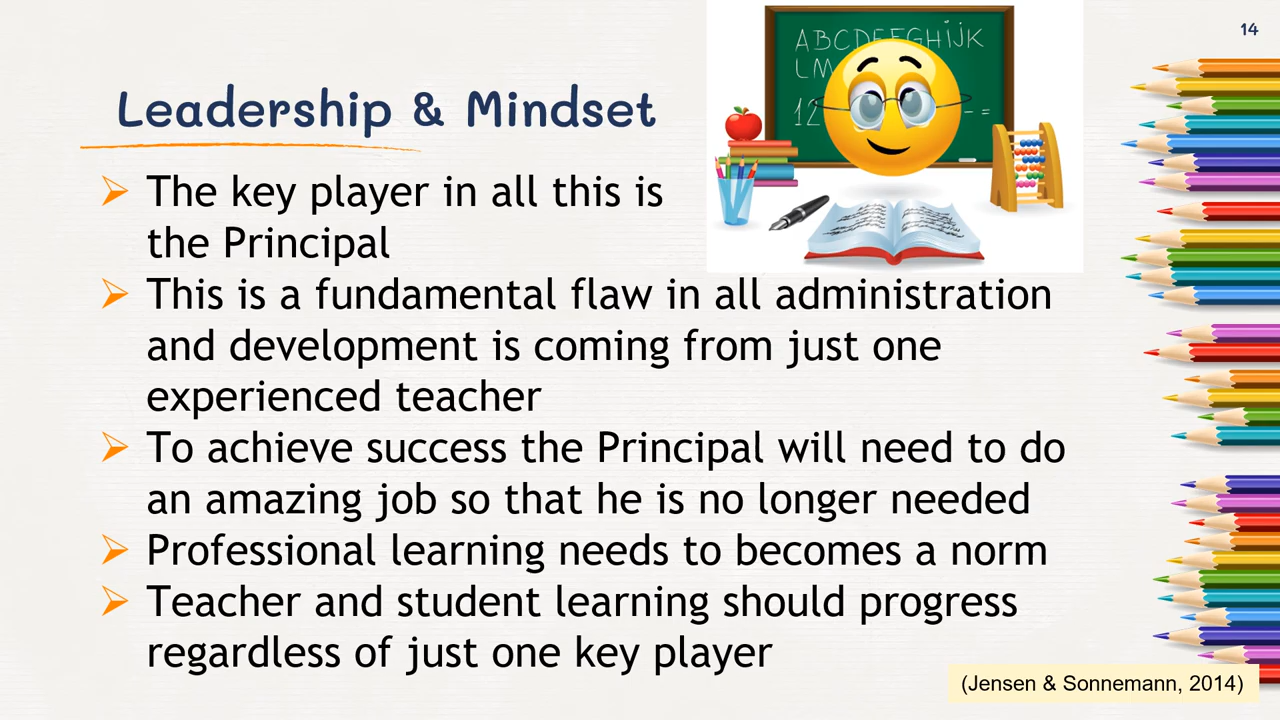 14
ABCDEFGHIJK
LM
12
- - =
Leadership & Mindset
➢ The key player in all this is
the Principal
➢ This is a fundamental flaw in all administration
and development is coming from just one
experienced teacher
➢ To achieve success the Principal will need to do
an amazing job so that he is no longer needed
➢ Professional learning needs to becomes a norm
➢ Teacher and student learning should progress
regardless of just one key player
(Jensen & Sonnemann, 2014)